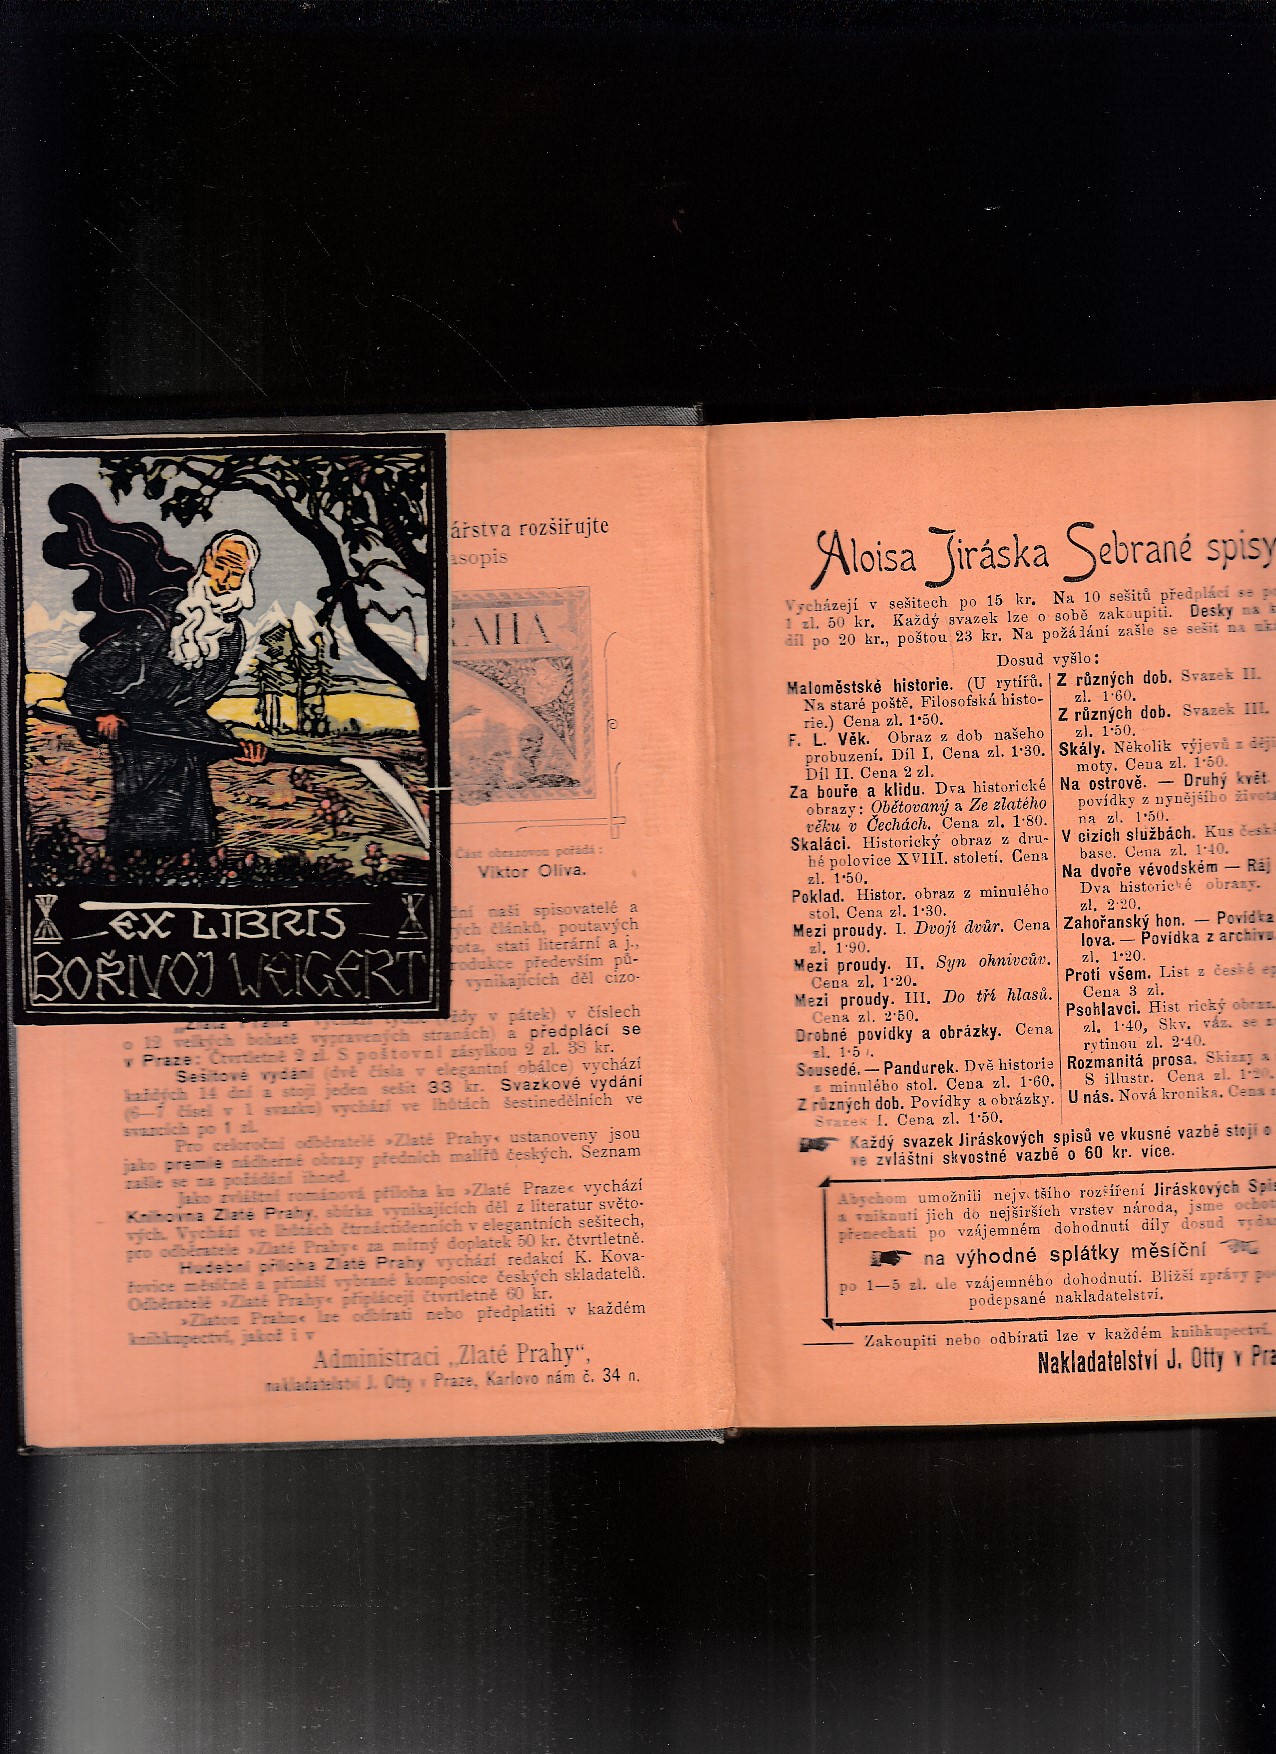 EX LIBRIS
BOŘIVOJ WEIGERT
ářstva rozšiřujte
asopis
Část obrazovou pořádá:
Viktor Oliva.
ní naši spisovatelé a
ých článků, poutavých
ota, stati literární a j.,
rodukce především pů-
vynikajících děl cizo-
dy v pátek) v číslech
o 12 velkých bohatě vypravených stranách) a předplácí se
v Praze: Čtvrtletně 2 zl. S poštovní zásylkou 2 zl. 38 kr.
Sešitové vydání (dvě čísla v elegantní obálce) vychází
každých 14 dní a stojí jeden sešit 33 kr. Svazkové vydání
(6—7 čísel v 1 svazku) vychází ve lhůtách šestinedělních ve
svazcích po 1 zl.
Pro celoroční odběratelé »Zlaté Prahy« ustanoveny jsou
jako premie nádherné obrazy předních malířů českých. Seznam
zašle se na požádání ihned.
Jako zvláštní románová příloha ku »Zlaté Praze« vychází
Knihovna Zlaté Prahy, sbírka vynikajících děl z literatur světo-
vých. Vychází ve lhůtách čtrnáctidenních v elegantních sešitech,
pro odběratele »Zlaté Prahy« za mírný doplatek 50 kr. čtvrtletně.
Hudební příloha Zlaté Prahy vychází redakcí K. Kova-
řovice měsíčně a přináší vybrané komposice českých skladatelů.
Odběratelé »Zlaté Prahy« připlácejí čtvrtletně 60 kr.
»Zlatou Prahu« lze odbírati nebo předplatiti v každém
knihkupectví, jakož i v
Administraci „Zlaté Prahy“,
nakladatelství J. Otty v Praze, Karlovo nám č. 34 n.
Aloisa Jiráska Sebrané spisy
Vycházejí v sešitech po 15 kr. Na 10 sešitů předplácí se
1 zl. 50 kr. Každý svazek lze o sobě zakoupiti. Desky na
díl po 20 kr., poštou 23 kr. Na požádání zašle se sešit na
Dosud vyšlo:
Maloměstské historie. (U rytířů.
Na staré poště. Filosofská histo-
rie.) Cena zl. 1·50.
F. L. Věk. Obraz z dob našeho
probuzení. Díl I. Cena zl. 1·30.
Díl II. Cena 2 zl.
Za bouře a klidu. Dva historické
obrazy: Obětovaný a Ze zlatého
věku v Čechách. Cena zl. 1·80.
Skaláci. Historický obraz z dru-
hé polovice XVIII. století. Cena
zl. 1·50.
Poklad. Histor. obraz z minulého
stol. Cena zl. 1·30.
Mezi proudy. I. Dvojí dvůr. Cena
zl. 1·90.
Mezi proudy. II. Syn ohnivcův.
Cena zl. 1·20.
Mezi proudy. III. Do tří hlasů.
Cena zl. 2·50.
Drobné povídky a obrázky. Cena
zl. 1·5
Sousedé. — Pandurek. Dvě historie
z minulého stol. Cena zl. 1·60.
Z různých dob. Povídky a obrázky.
Svazek I. Cena zl. 1·50.
Z různých dob. Svazek II.
zl. 1·60.
Z různých dob. Svazek III.
zl. 1·50.
Skály. Několik výjevů z děj
moty. Cena zl. 1·50.
Na ostrově. — Druhý květ.
povídky z nynějšího života
na zl. 1·50.
V cizích službách. Kus česk
base. Cena zl. 1·40.
Na dvoře vévodském — Ráj
Dva historické obrazy.
zl. 2·20.
Zahořanský hon. — Povídka
lova. — Povídka z archivu.
zl. 1·20.
Proti všem. List z české ep
Cena 3 zl.
Psohlavci. Hist rický obraz.
zl. 1·40, Skv. váz. se z
rytinou zl. 2·40.
Rozmanitá prosa. Skizzy a
S illustr. Cena zl. 1·20.
U nás. Nová kronika. Cena
Každý svazek Jiráskových spisů ve vkusné vazbě stojí o
ve zvláštní skvostné vazbě o 60 kr. více.
Abychom umožnili nejv tšího rozšíření Jiráskových Spis
a vniknutí jich do nejširších vrstev národa, jsme ochot
přenechati po vzájemném dohodnutí díly dosud vyda
na výhodné splátky měsíční
po 1—5 zl. dle vzájemného dohodnutí. Bližší zprávy po
podepsané nakladatelství.
Zakoupiti nebo odbírati lze v každém knihkupectví.
Nakladatelství J. Otty v Pra